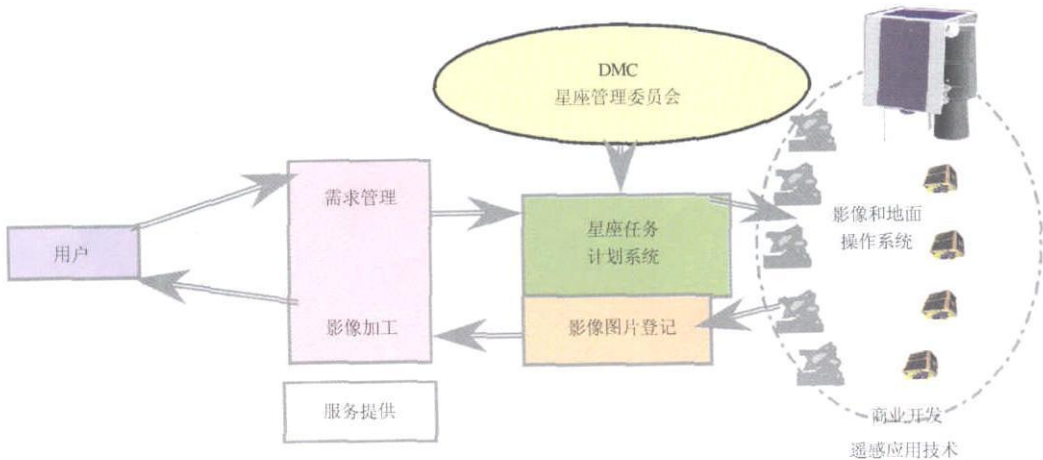 DMC
星座管理委员会
需求管理
用户
影像加工
服务提供
星座任务
计划系统
影像图片登记
影像和地面
操作系统
商业开发
遥感应用技术